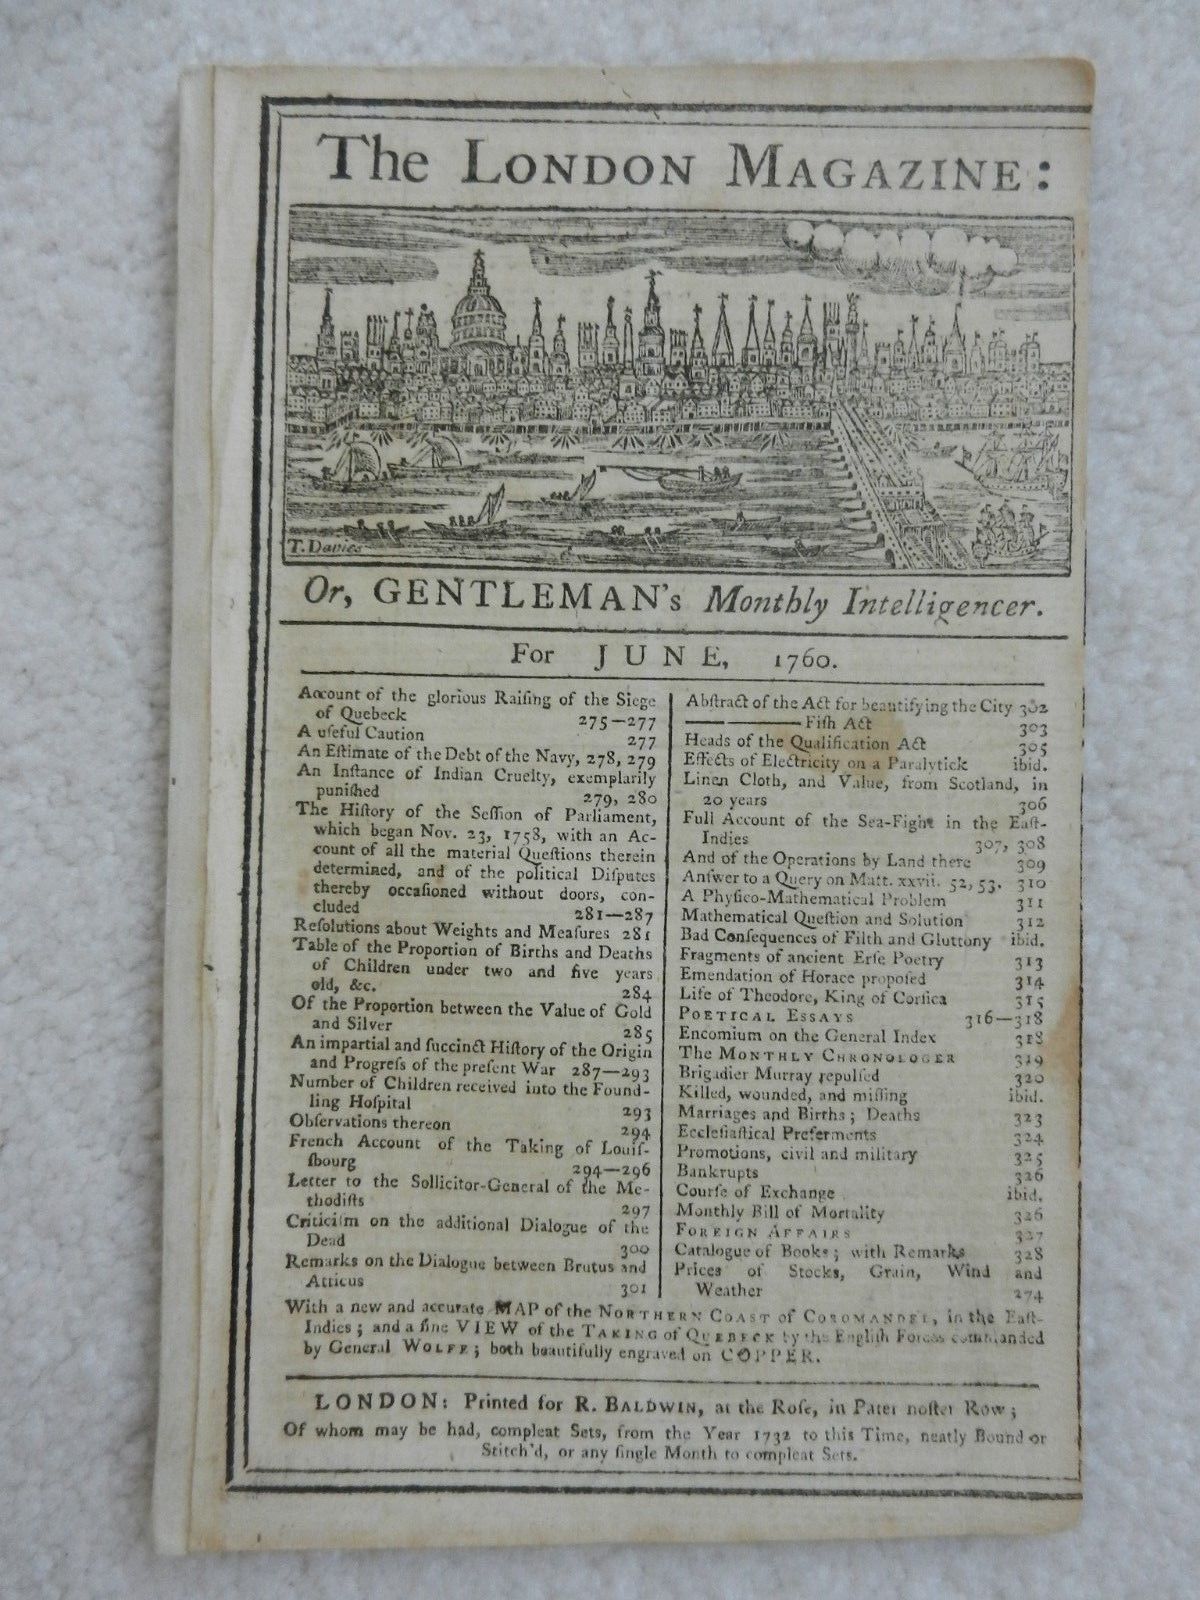 The LONDON MAGAZINE:
T. Davies
Or, GENTLEMAN's Monthly Intelligencer.
For JUNE, 1760.
Account of the glorious Raiſing of the Siege
of Quebeck 275—277
A uſeful Caution 277
An Eſtimate of the Debt of the Navy, 278, 279
An Inſtance of Indian Cruelty, exemplarily
puniſhed 279, 280
The Hiſtory of the Seſſion of Parliament,
which began Nov. 23, 1758, with an Ac-
count of all the material Queſtions therein
determined, and of the political Diſputes
thereby occaſioned without doors, con-
cluded 281—287
Reſolutions about Weights and Meaſures 281
Table of the Proportion of Births and Deaths
of Children under two and five years
old, &c. 284
Of the Proportion between the Value of Gold
and Silver 285
An impartial and ſuccinct Hiſtory of the Origin
and Progreſs of the preſent War 287—293
Number of Children received into the Found-
ling Hoſpital 293
Obſervations thereon 294
French Account of the Taking of Louiſ-
ſbourg 294—296
Letter to the Sollicitor-General of the Me-
thodiſts 297
Criticiſm on the additional Dialogue of the
Dead 300
Remarks on the Dialogue between Brutus and
Atticus 301
Abſtract of the Act for beautifying the City 302
—— ——— Fiſh Act 303
Heads of the Qualification Act 305
Effects of Electricity on a Paralytick ibid.
Linen Cloth, and Value, from Scotland, in
20 years 306
Full Account of the Sea-Fight in the Eaſt-
Indies 307, 308
And of the Operations by Land there 309
Anſwer to a Query on Matt. xxvii. 52, 53. 310
A Phyſico-Mathematical Problem 311
Mathematical Queſtion and Solution 312
Bad Conſequences of Filth and Gluttony ibid.
Fragments of ancient Erſe Poetry 313
Emendation of Horace propoſed 314
Life of Theodore, King of Corſica 315
POETICAL ESSAYS 316—318
Encomium on the General Index 318
The MONTHLY CHRONOLOGER 319
Brigadier Murray repulſed 320
Killed, wounded, and miſſing ibid.
Marriages and Births; Deaths 323
Eccleſiaſtical Preferments 324
Promotions, civil and military 325
Bankrupts 326
Courſe of Exchange ibid.
Monthly Bill of Mortality 326
FOREIGN AFFAIRS 327
Catalogue of Books; with Remarks 328
Prices of Stocks, Grain, Wind and
Weather 274
With a new and accurate MAP of the NORTHERN COAST of COROMANDEL, in the Eaſt-
Indies; and a fine VIEW of the TAKING of QUEBECK by the Engliſh Forces commanded
by General WOLFE; both beautifully engraved on COPPER.
LONDON: Printed for R. BALDWIN, at the Roſe, in Pater noſter Row;
Of whom may be had, compleat Sets, from the Year 1732 to this Time, neatly Bound or
Stitch'd, or any ſingle Month to compleat Sets.